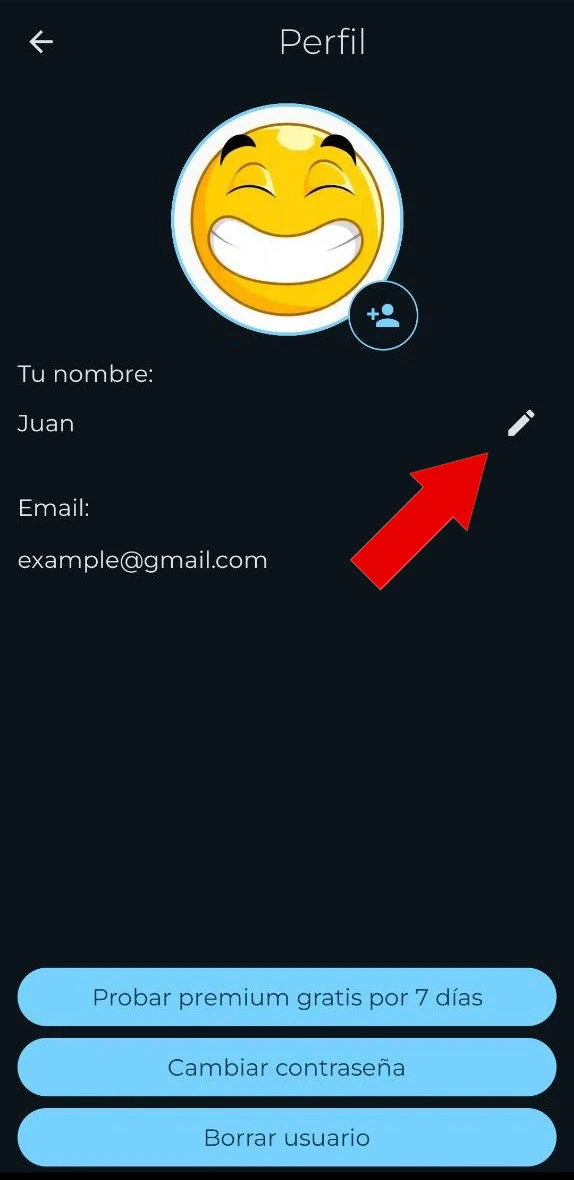 Perfil
Tu nombre:
Juan
Email:
example@gmail.com
Probar premium gratis por 7 días
Cambiar contraseña
Borrar usuario